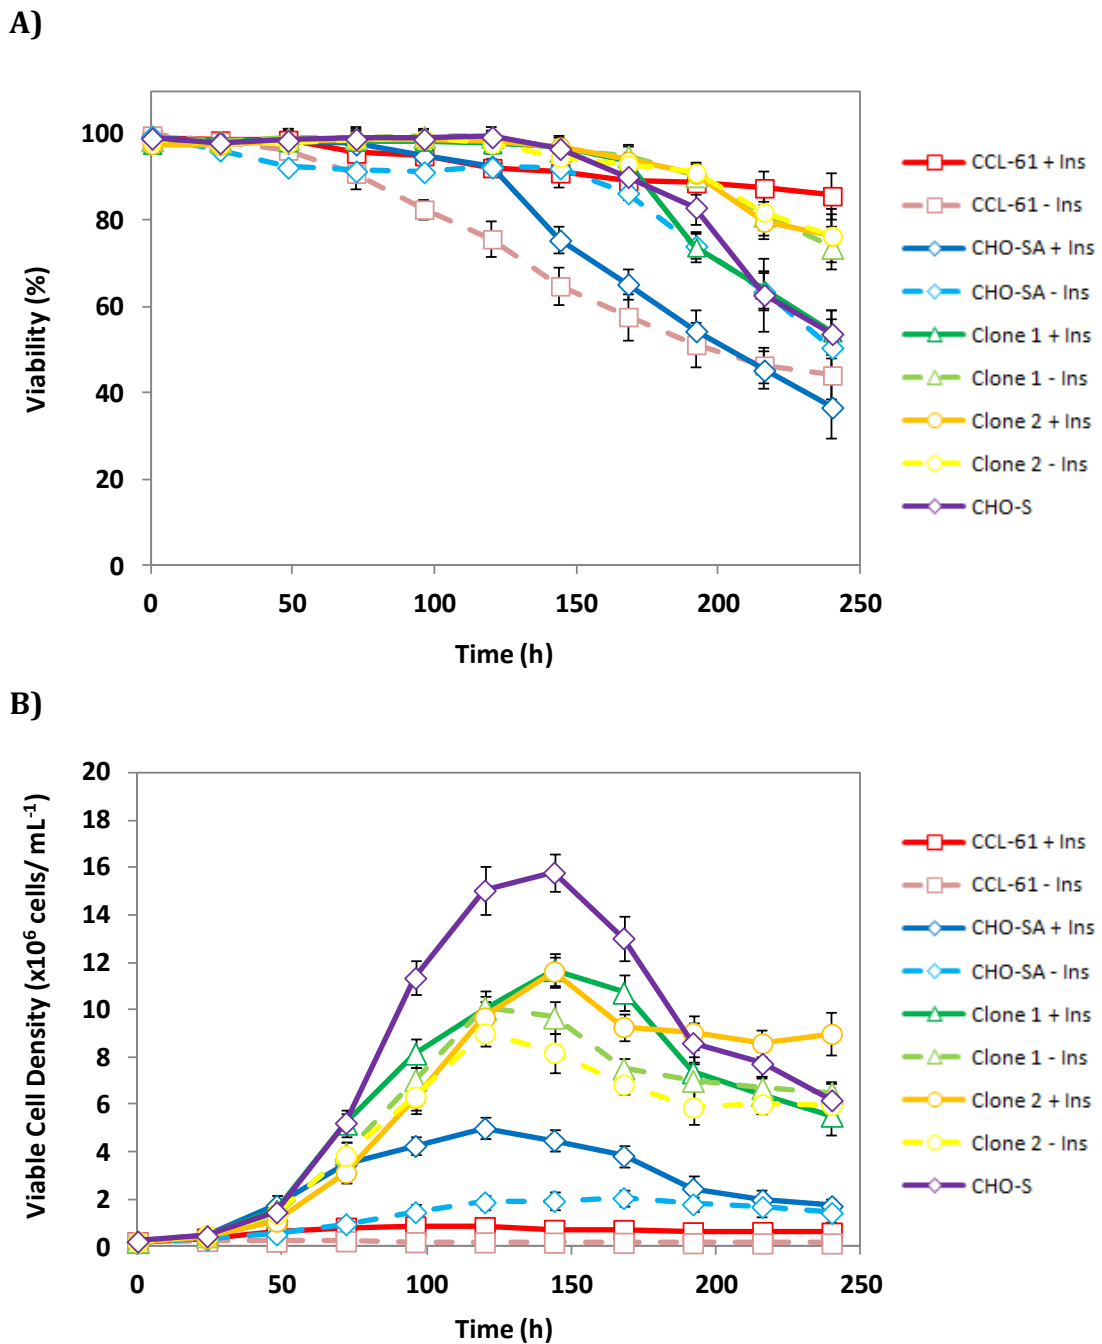 A)
100
80
60
40
20
0
Viability (%)
0 50 100 150 200 250
Time (h)
CCL-61 + Ins
CCL-61 - Ins
CHO-SA + Ins
CHO-SA - Ins
Clone 1 + Ins
Clone 1 - Ins
Clone 2 + Ins
Clone 2 - Ins
CHO-S
B)
20
18
16
14
12
10
8
6
4
2
0
Viable Cell Density (x10⁶ cells/ mL⁻¹)
0 50 100 150 200 250
Time (h)
CCL-61 + Ins
CCL-61 - Ins
CHO-SA + Ins
CHO-SA - Ins
Clone 1 + Ins
Clone 1 - Ins
Clone 2 + Ins
Clone 2 - Ins
CHO-S